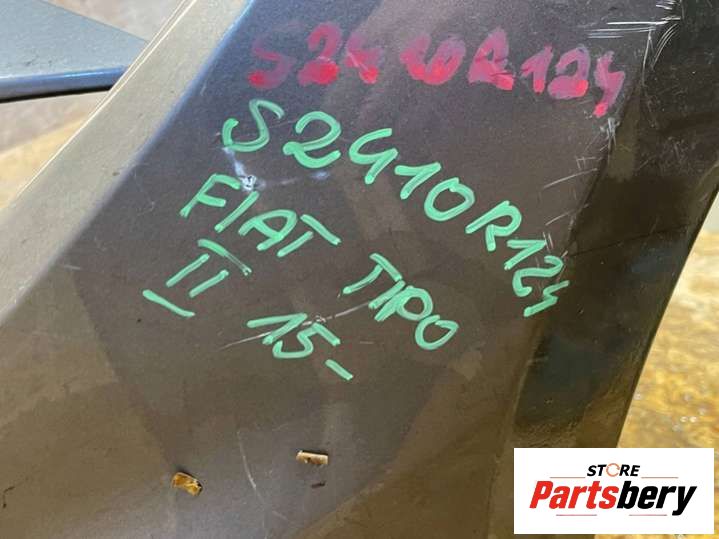 S2410R124
S2410R124
FIAT TIPO
II 15-
STORE
Partsbery